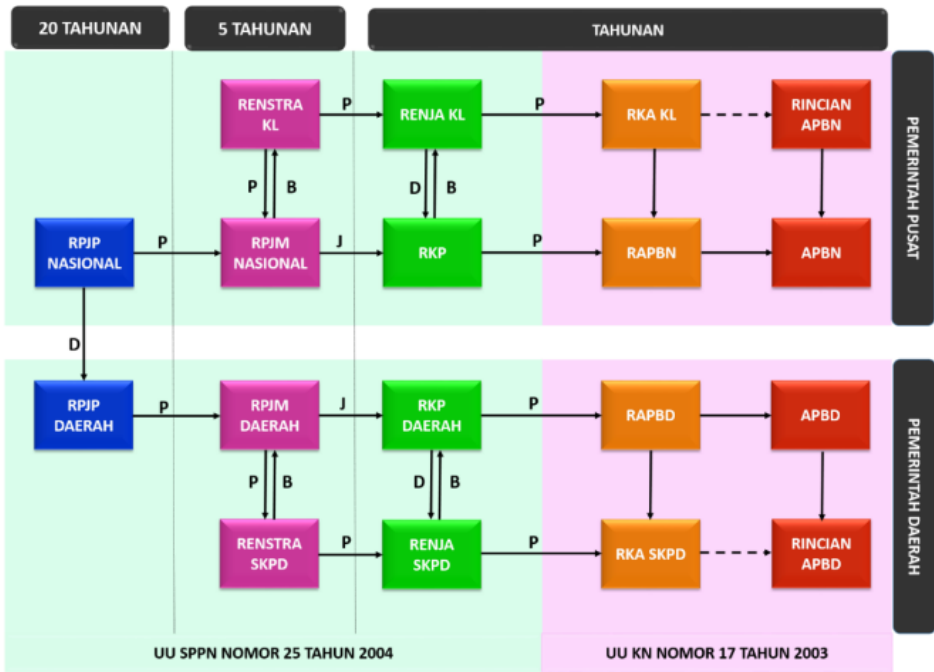 20 TAHUNAN
5 TAHUNAN
TAHUNAN
RENSTRA
KL
P
RENJA KL
P
RKA KL
RINCIAN
APBN
P
B
D
B
RPJP
NASIONAL
P
RPJM
NASIONAL
J
RKP
P
RAPBN
APBN
PEMERINTAH PUSAT
D
RPJP
DAERAH
P
RPJM
DAERAH
J
RKP
DAERAH
P
RAPBD
APBD
P
B
D
B
RENSTRA
SKPD
P
RENJA
SKPD
P
RKA SKPD
RINCIAN
APBD
PEMERINTAH DAERAH
UU SPPN NOMOR 25 TAHUN 2004
UU KN NOMOR 17 TAHUN 2003